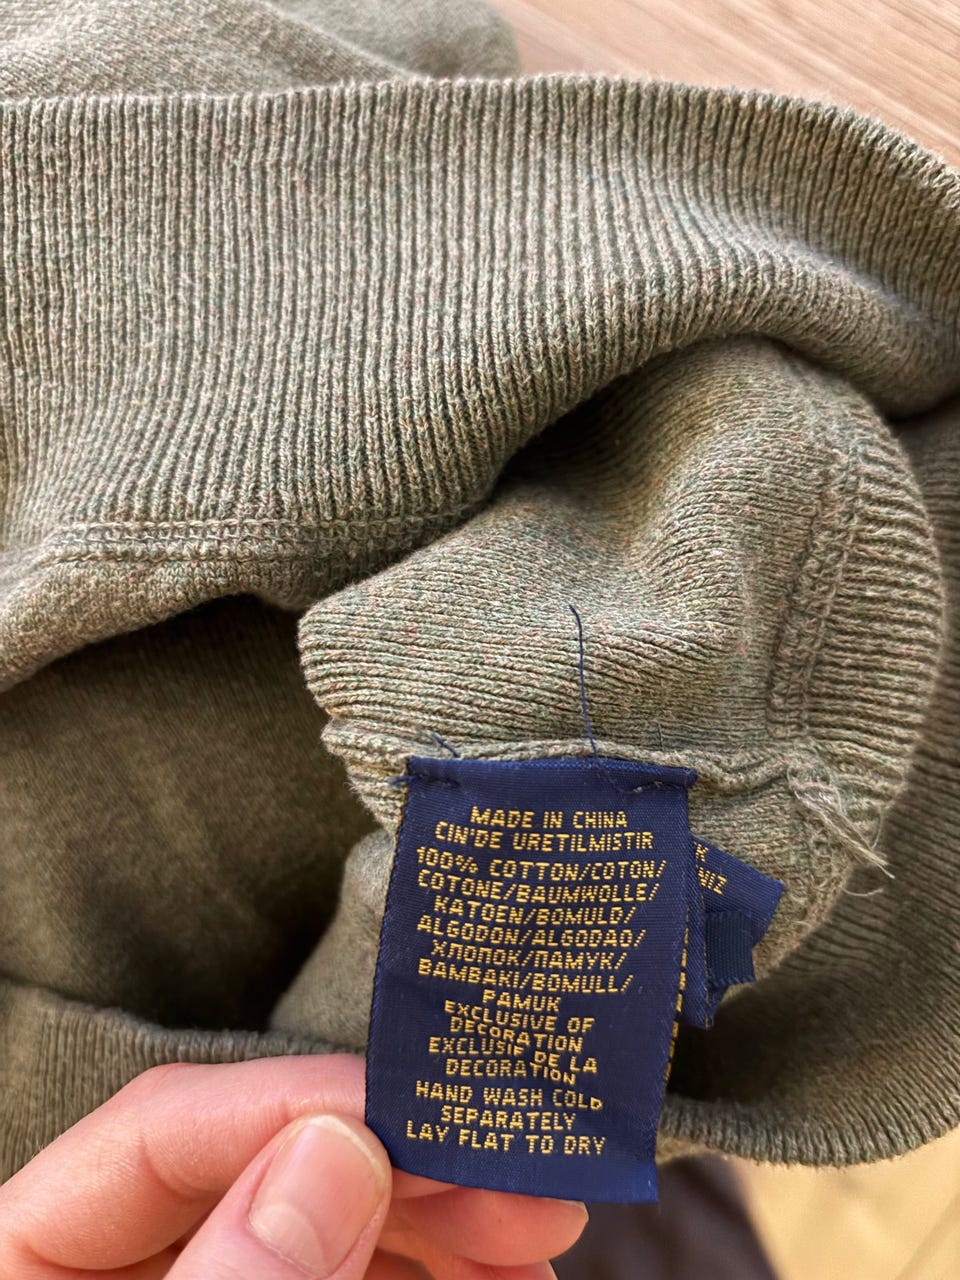 MADE IN CHINA
CIN'DE URETILMISTIR
100% COTTON/COTON/
COTONE/BAUMWOLLE/
KATOEN/BOMULD/
ALGODON/ALGODAO/
ХЛОПОК/ПАМУК/
BAMBAKI/BOMULL/
PAMUK
EXCLUSIVE OF
DECORATION
EXCLUSIF DE LA
DECORATION
HAND WASH COLD
SEPARATELY
LAY FLAT TO DRY
K
NIZ